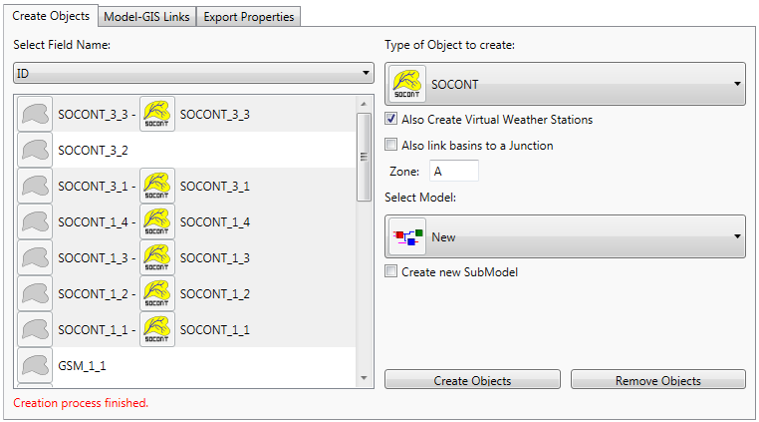 Create Objects
Model-GIS Links
Export Properties
Select Field Name:
ID
SOCONT_3_3 - SOCONT SOCONT_3_3
SOCONT_3_2
SOCONT_3_1 - SOCONT SOCONT_3_1
SOCONT_1_4 - SOCONT SOCONT_1_4
SOCONT_1_3 - SOCONT SOCONT_1_3
SOCONT_1_2 - SOCONT SOCONT_1_2
SOCONT_1_1 - SOCONT SOCONT_1_1
GSM_1_1
Creation process finished.
Type of Object to create:
SOCONT SOCONT
Also Create Virtual Weather Stations
Also link basins to a Junction
Zone: A
Select Model:
New
Create new SubModel
Create Objects
Remove Objects